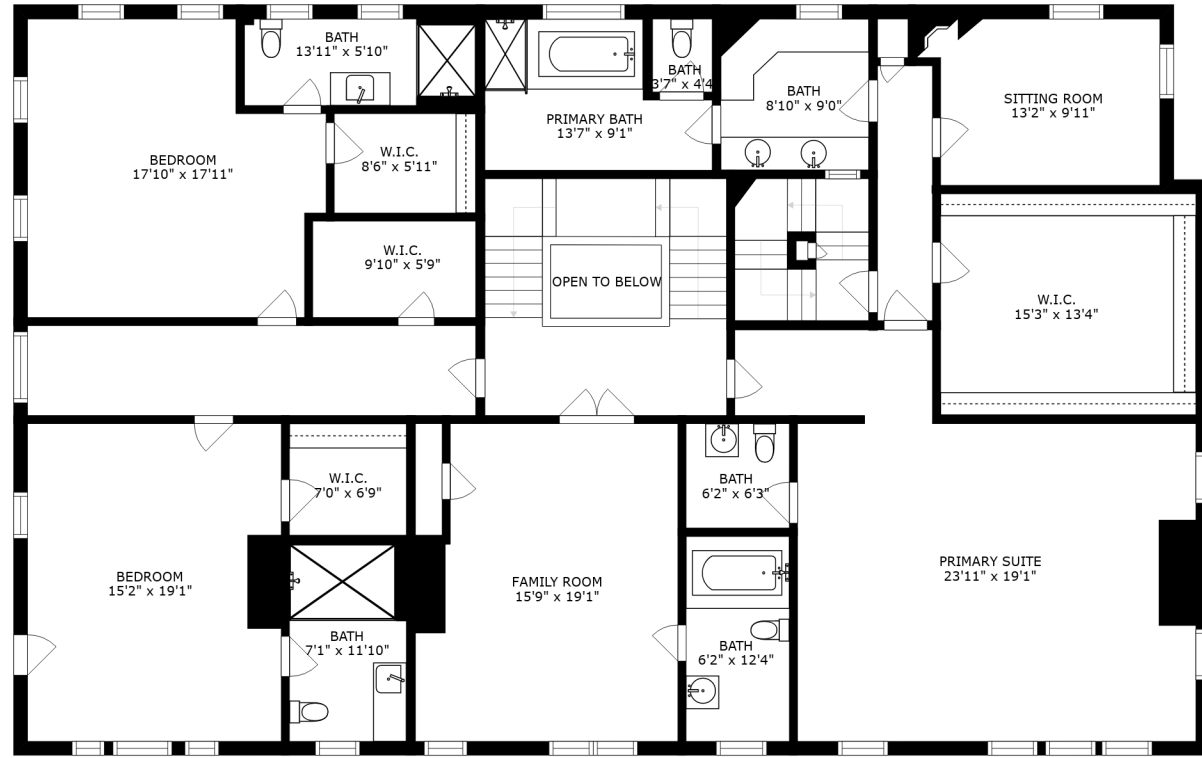 BATH
13'11" x 5'10"
BATH
3'7" x 4'4
BATH
8'10" x 9'0"
SITTING ROOM
13'2" x 9'11"
PRIMARY BATH
13'7" x 9'1"
BEDROOM
17'10" x 17'11"
W.I.C.
8'6" x 5'11"
W.I.C.
9'10" x 5'9"
OPEN TO BELOW
W.I.C.
15'3" x 13'4"
W.I.C.
7'0" x 6'9"
BATH
6'2" x 6'3"
BEDROOM
15'2" x 19'1"
FAMILY ROOM
15'9" x 19'1"
PRIMARY SUITE
23'11" x 19'1"
BATH
7'1" x 11'10"
BATH
6'2" x 12'4"